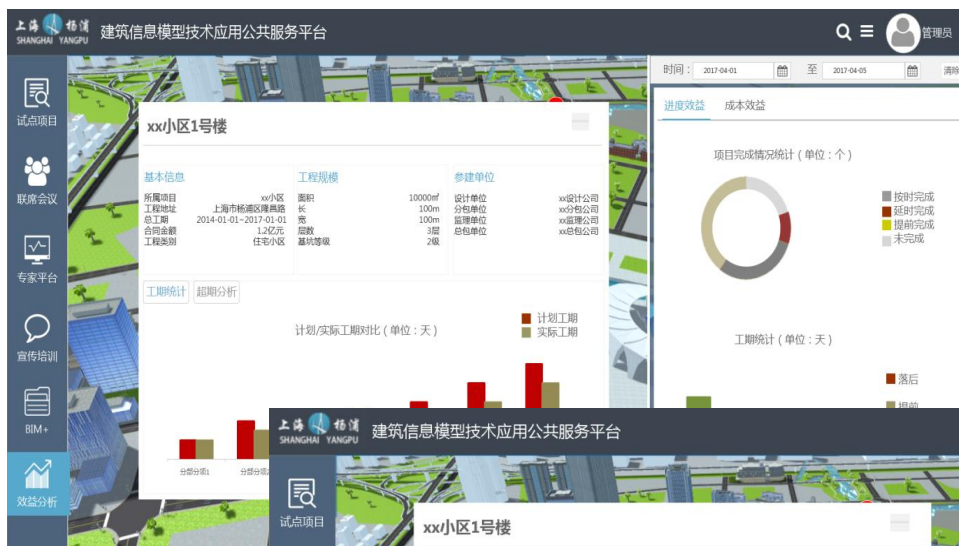 上海 杨浦
SHANGHAI YANGPU
建筑信息模型技术应用公共服务平台
管理员
试点项目
联席会议
专家平台
宣传培训
BIM+
效益分析
xx小区1号楼
基本信息
所属项目 xx小区
工程地址 上海市杨浦区隆昌路
总工期 2014-01-01~2017-01-01
合同金额 1.2亿元
工程类别 住宅小区
工程规模
面积 10000㎡
长 100m
宽 100m
层数 3层
基坑等级 2级
参建单位
设计单位 xx设计公司
分包单位 xx分包公司
监理单位 xx监理公司
总包单位 xx总包公司
工期统计 超期分析
计划/实际工期对比(单位:天)
计划工期
实际工期
分部分项1
时间: 2017-04-01 至 2017-04-05 清除
进度效益 成本效益
项目完成情况统计(单位:个)
按时完成
延时完成
提前完成
未完成
工期统计(单位:天)
落后
提前
上海 杨浦
SHANGHAI YANGPU
建筑信息模型技术应用公共服务平台
试点项目
xx小区1号楼